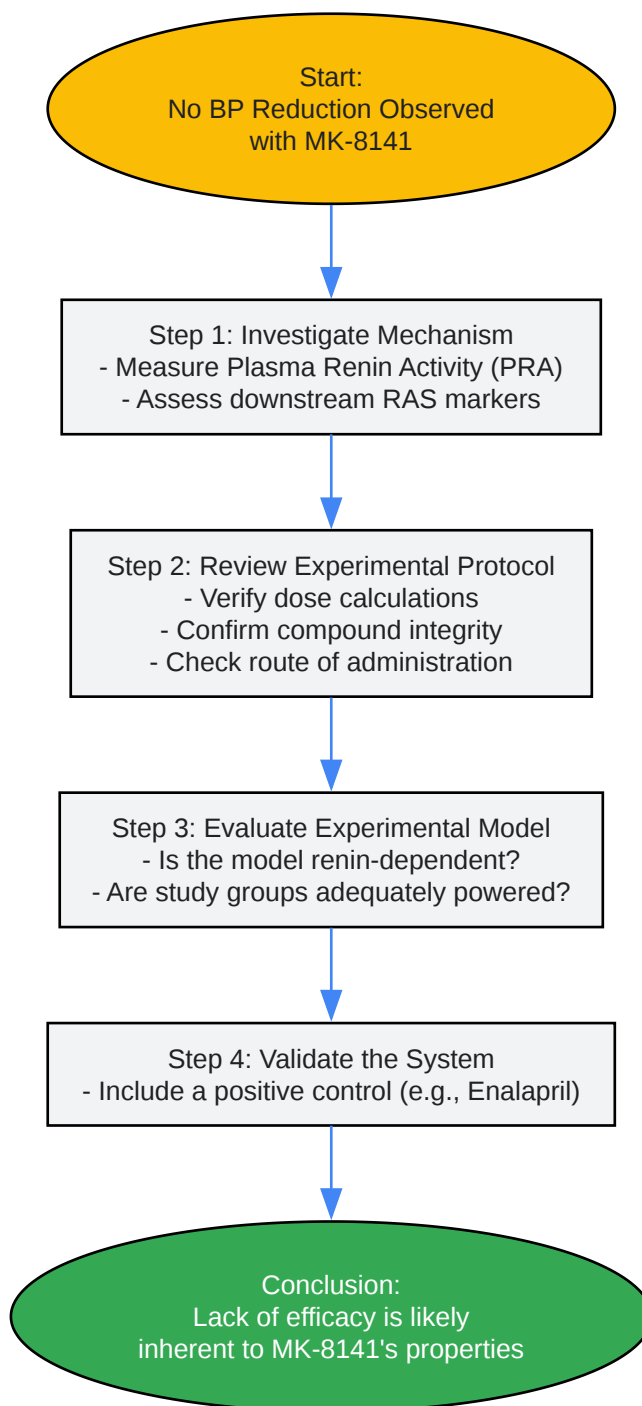 Start:
No BP Reduction Observed
with MK-8141
Step 1: Investigate Mechanism
- Measure Plasma Renin Activity (PRA)
- Assess downstream RAS markers
Step 2: Review Experimental Protocol
- Verify dose calculations
- Confirm compound integrity
- Check route of administration
Step 3: Evaluate Experimental Model
- Is the model renin-dependent?
- Are study groups adequately powered?
Step 4: Validate the System
- Include a positive control (e.g., Enalapril)
Conclusion:
Lack of efficacy is likely
inherent to MK-8141's properties